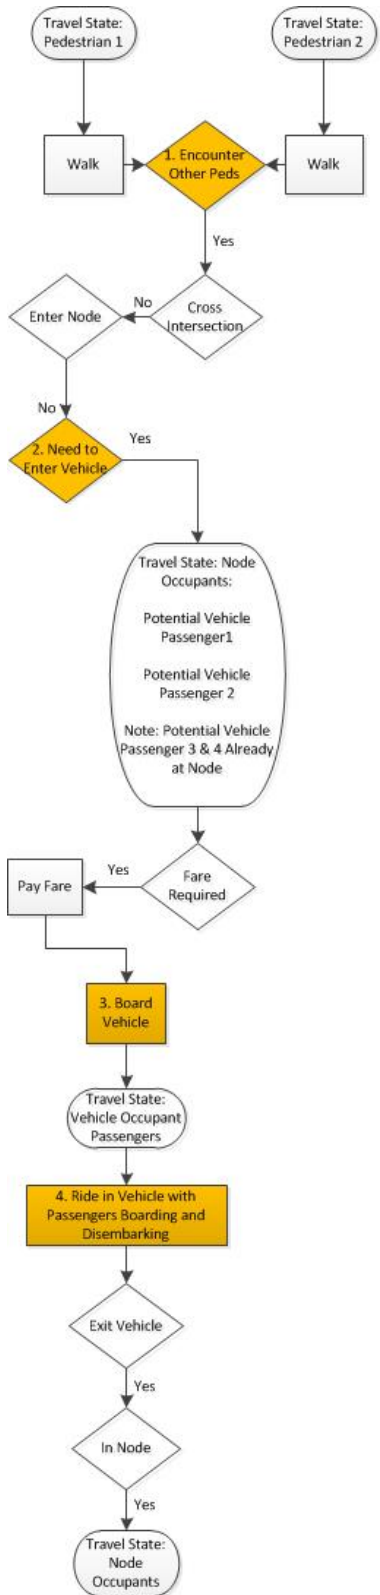 Travel State:
Pedestrian 1
Travel State:
Pedestrian 2
Walk
1. Encounter
Other Peds
Walk
Yes
Enter Node
No
Cross
Intersection
No
2. Need to
Enter Vehicle
Yes
Travel State: Node
Occupants:
Potential Vehicle
Passenger1
Potential Vehicle
Passenger 2
Note: Potential Vehicle
Passenger 3 & 4 Already
at Node
Pay Fare
Yes
Fare
Required
3. Board
Vehicle
Travel State:
Vehicle Occupant
Passengers
4. Ride in Vehicle with
Passengers Boarding and
Disembarking
Exit Vehicle
Yes
In Node
Yes
Travel State:
Node
Occupants